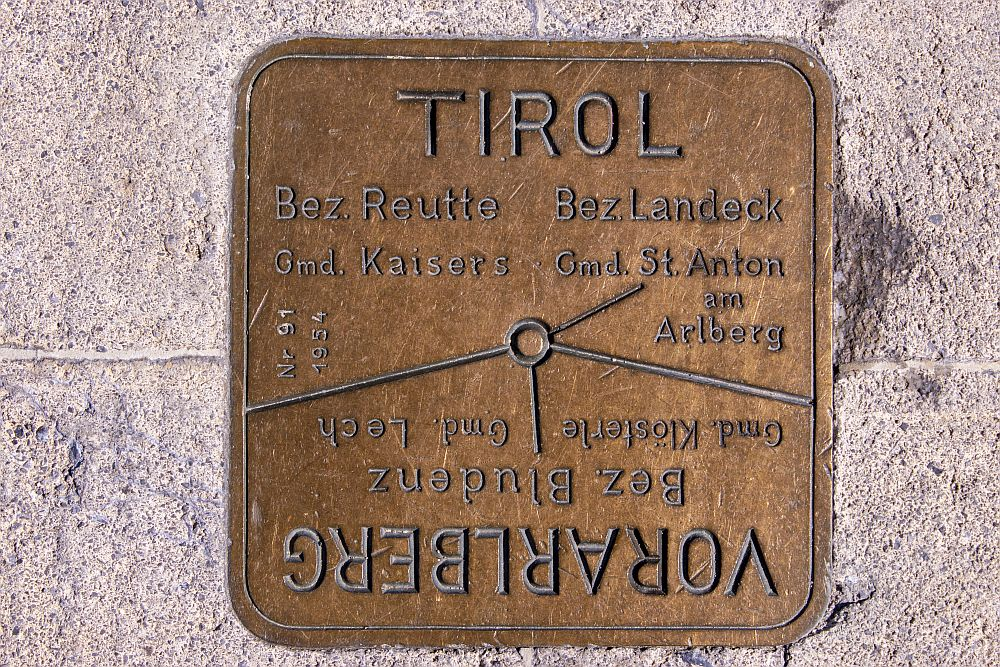 TIROL
Bez. Reutte Bez. Landeck
Gmd. Kaisers Gmd. St. Anton
am
Arlberg
Nr 91
1954
VORARLBERG
Bez. Bludenz
Gmd. Klösterle Gmd. Lech